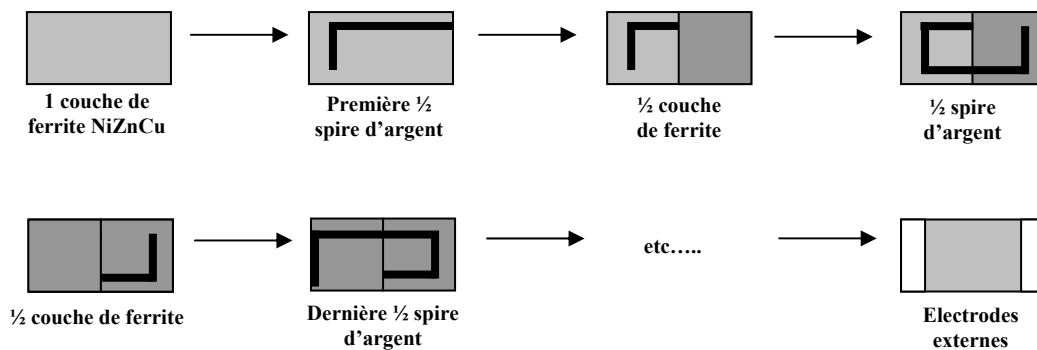 1 couche de
ferrite NiZnCu
Première ½
spire d’argent
½ couche
de ferrite
½ spire
d’argent
½ couche de ferrite
Dernière ½ spire
d’argent
etc…..
Electrodes
externes